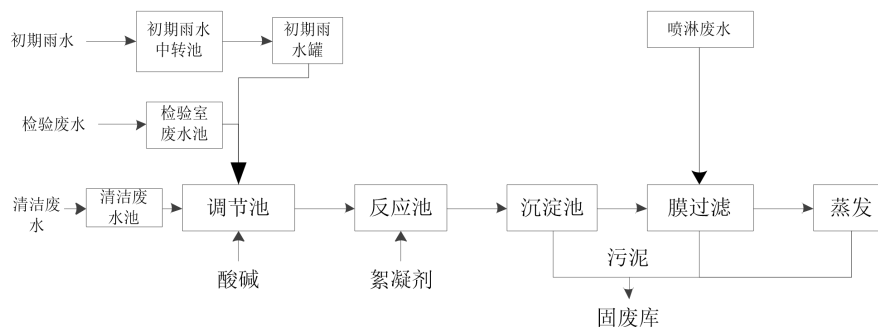 初期雨水
初期雨水
中转池
初期雨
水罐
喷淋废水
检验废水
检验室
废水池
清洁废
水
清洁废
水池
调节池
反应池
沉淀池
膜过滤
蒸发
酸碱
絮凝剂
污泥
固废库